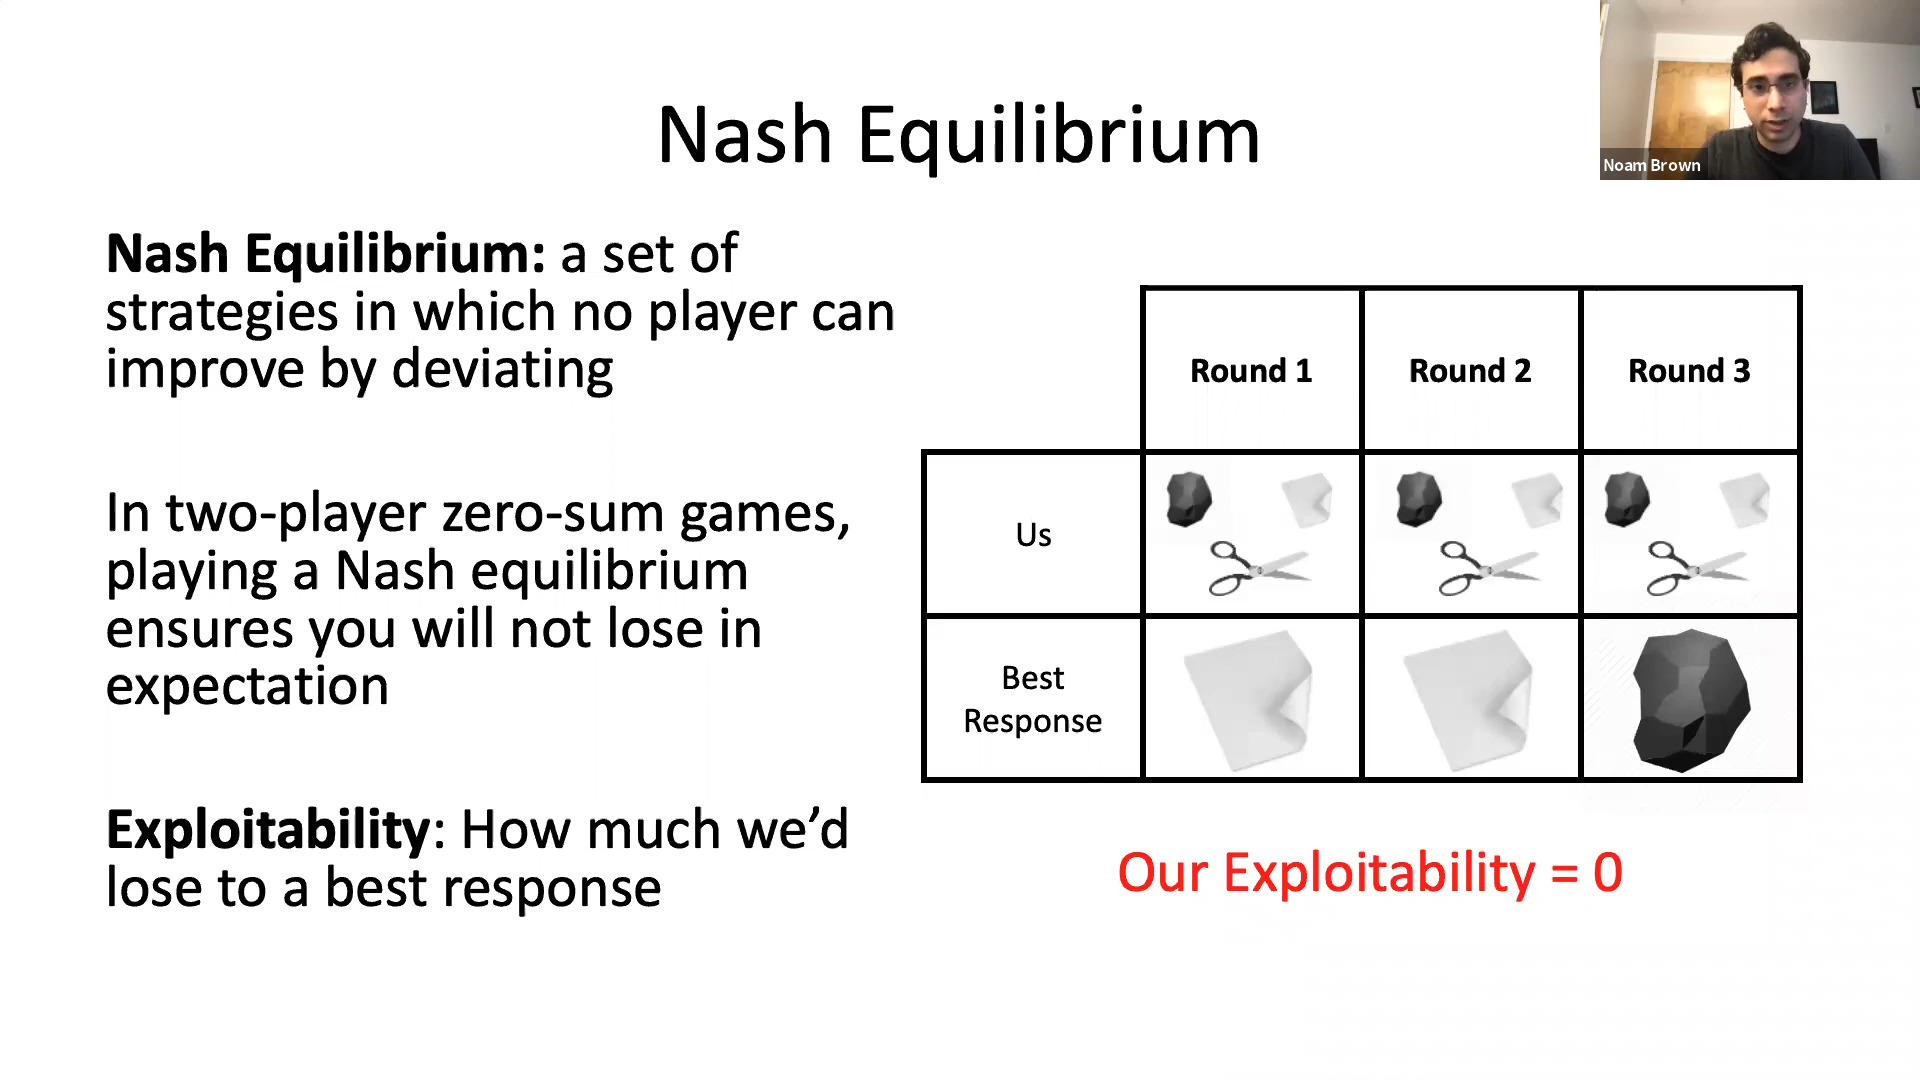 Nash Equilibrium
Noam Brown
Nash Equilibrium: a set of
strategies in which no player can
improve by deviating
In two-player zero-sum games,
playing a Nash equilibrium
ensures you will not lose in
expectation
Exploitability: How much we’d
lose to a best response
Round 1
Round 2
Round 3
Us
Best
Response
Our Exploitability = 0